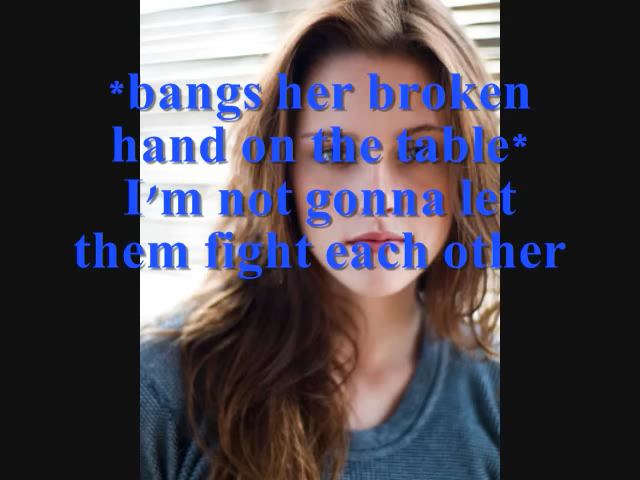 *bangs her broken
hand on the table*
I'm not gonna let
them fight each other